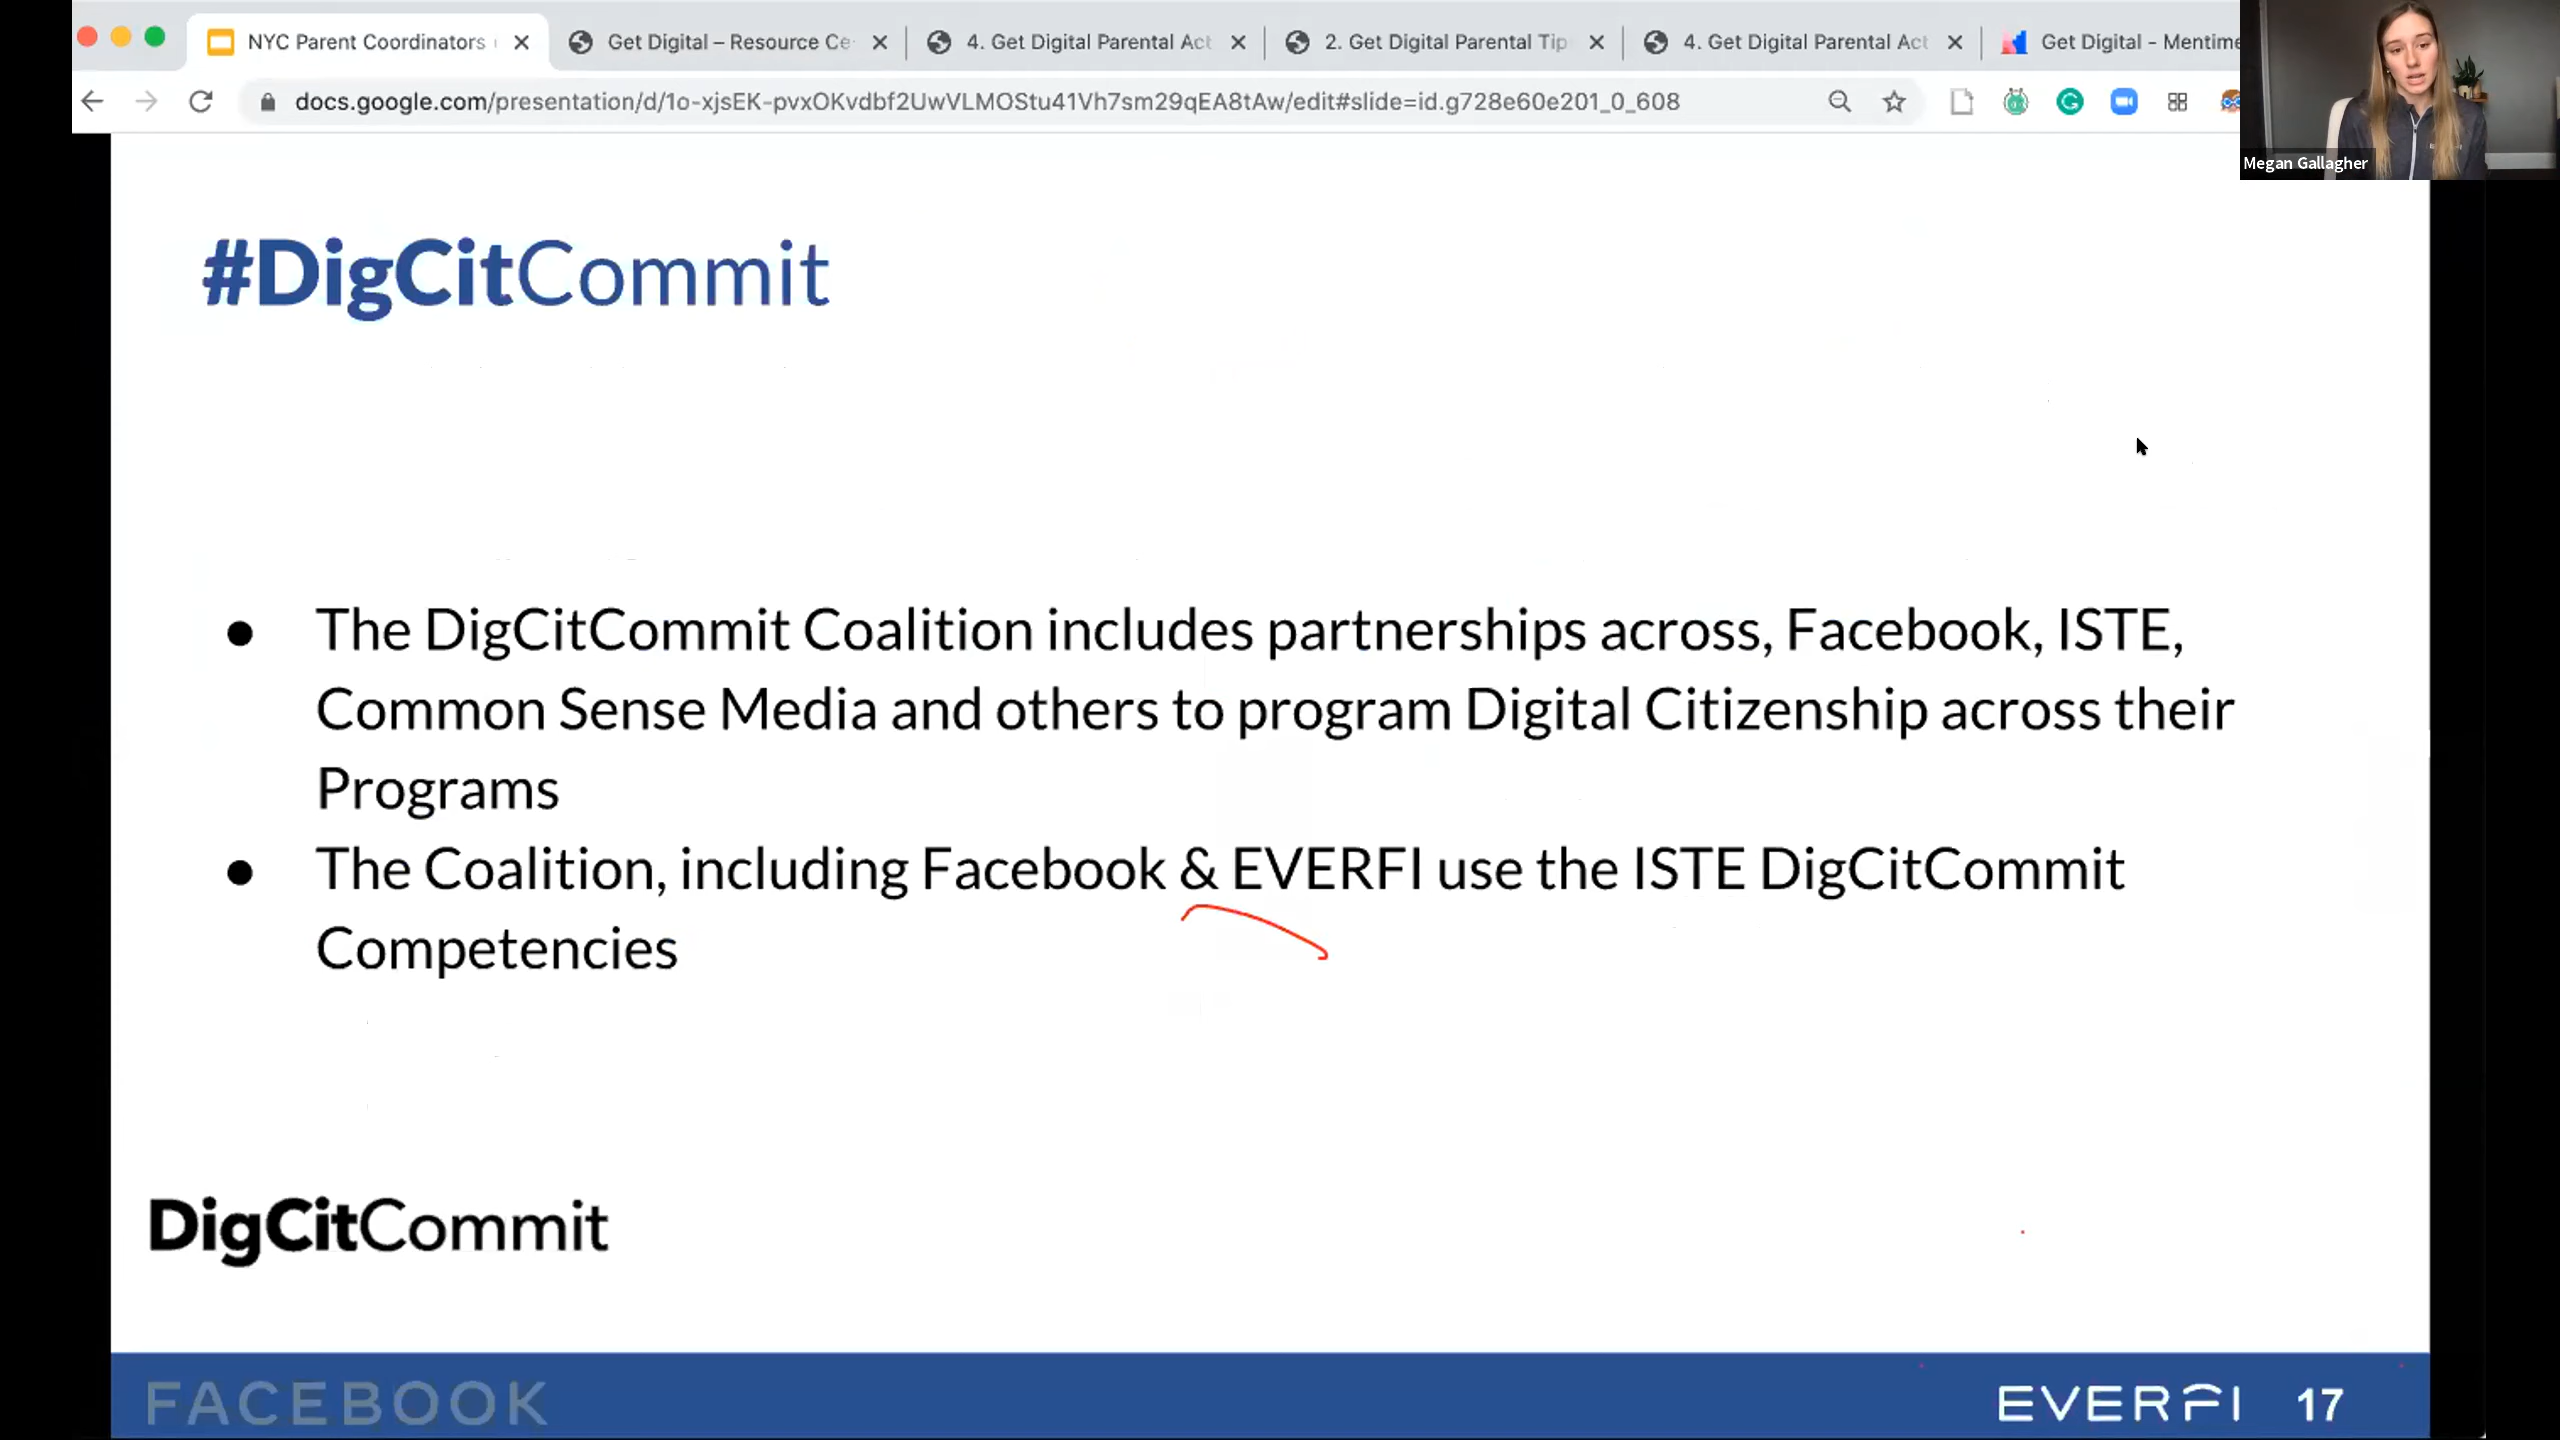 NYC Parent Coordinators
Get Digital – Resource Ce
4. Get Digital Parental Act
2. Get Digital Parental Tip
4. Get Digital Parental Act
Get Digital - Mentime
docs.google.com/presentation/d/1o-xjsEK-pvxOKvdbf2UwVLMOStu41Vh7sm29qEA8tAw/edit#slide=id.g728e60e201_0_608
Megan Gallagher
#DigCitCommit
● The DigCitCommit Coalition includes partnerships across, Facebook, ISTE,
Common Sense Media and others to program Digital Citizenship across their
Programs
● The Coalition, including Facebook & EVERFI use the ISTE DigCitCommit
Competencies
DigCitCommit
FACEBOOK
EVERFI 17